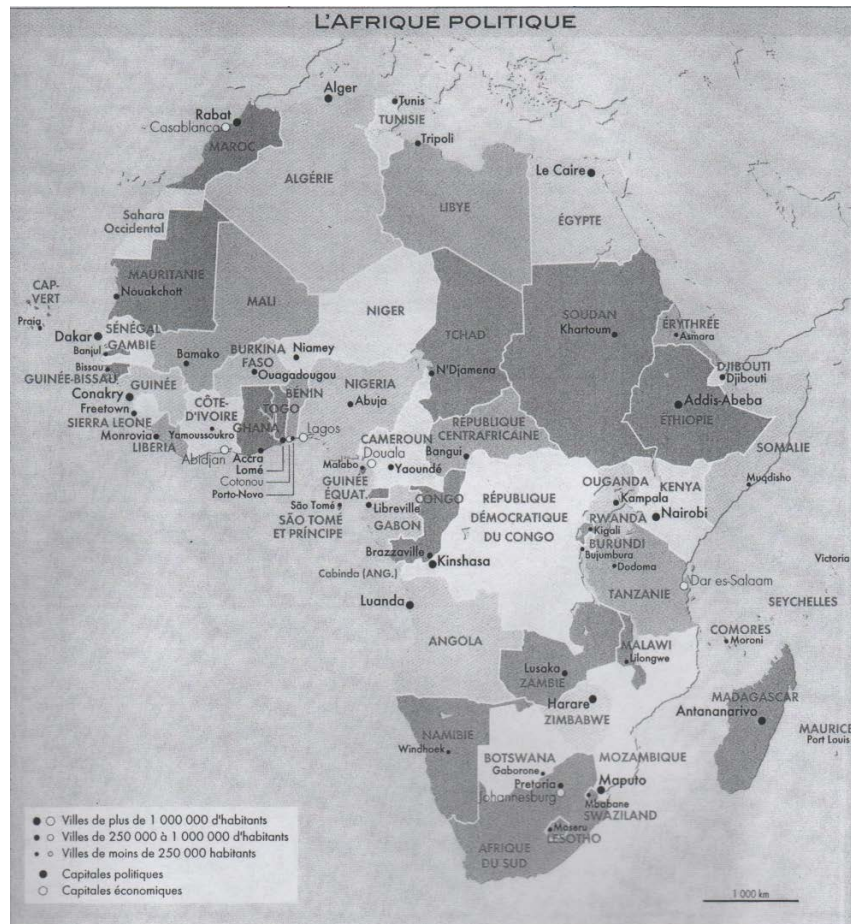 L'AFRIQUE POLITIQUE
Alger
Tunis
Rabat
TUNISIE
Casablanca
MAROC
Tripoli
Le Caire
ALGÉRIE
LIBYE
ÉGYPTE
Sahara
Occidental
MAURITANIE
Nouakchott
CAP-
VERT
Praia
MALI
NIGER
TCHAD
SOUDAN
Khartoum
ÉRYTHRÉE
Asmara
Dakar
SÉNÉGAL
Banjul
GAMBIE
Bissau
GUINÉE-BISSAU
Bamako
BURKINA
FASO
Niamey
Ouagadougou
N'Djamena
DJIBOUTI
Djibouti
GUINÉE
Conakry
Freetown
SIERRA LEONE
CÔTE-
D'IVOIRE
Yamoussoukro
GHANA
TOGO
BÉNIN
NIGERIA
Abuja
Lagos
Addis-Abeba
ÉTHIOPIE
Monrovia
LIBERIA
Abidjan
Accra
Lomé
Cotonou
Porto-Novo
CAMEROUN
Douala
RÉPUBLIQUE
CENTRAFRICAINE
Bangui
SOMALIE
Malabo
Yaoundé
GUINÉE
ÉQUAT.
OUGANDA
Kampala
KENYA
Muqdisho
São Tomé
SÃO TOMÉ
ET PRÍNCIPE
Libreville
GABON
CONGO
RÉPUBLIQUE
DÉMOCRATIQUE
DU CONGO
RWANDA
Kigali
Nairobi
BURUNDI
Bujumbura
Brazzaville
Kinshasa
Cabinda (ANG.)
Dodoma
TANZANIE
Dar es-Salaam
Victoria
SEYCHELLES
Luanda
ANGOLA
MALAWI
Lilongwe
COMORES
Moroni
Lusaka
ZAMBIE
Harare
ZIMBABWE
MADAGASCAR
Antananarivo
MAURICE
Port Louis
NAMIBIE
Windhoek
BOTSWANA
Gaborone
MOZAMBIQUE
Pretoria
Johannesburg
Maputo
Mbabane
SWAZILAND
Maseru
LESOTHO
AFRIQUE
DU SUD
Villes de plus de 1 000 000 d'habitants
Villes de 250 000 à 1 000 000 d'habitants
Villes de moins de 250 000 habitants
Capitales politiques
Capitales économiques
1 000 km